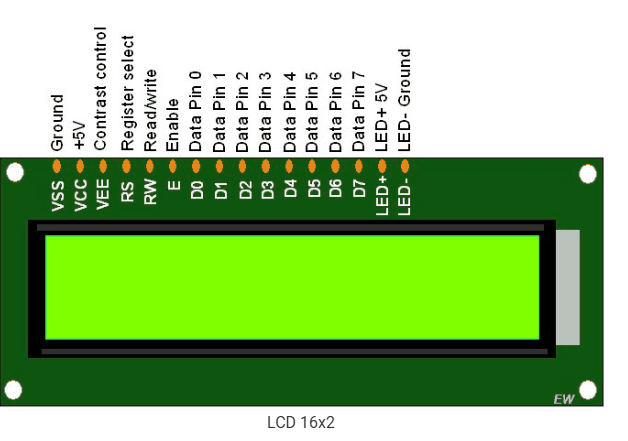 Ground
+5V
Contrast control
Register select
Read/write
Enable
Data Pin 0
Data Pin 1
Data Pin 2
Data Pin 3
Data Pin 4
Data Pin 5
Data Pin 6
Data Pin 7
LED+ 5V
LED- Ground
VSS
VCC
VEE
RS
RW
E
D0
D1
D2
D3
D4
D5
D6
D7
LED+
LED-
EW
LCD 16x2